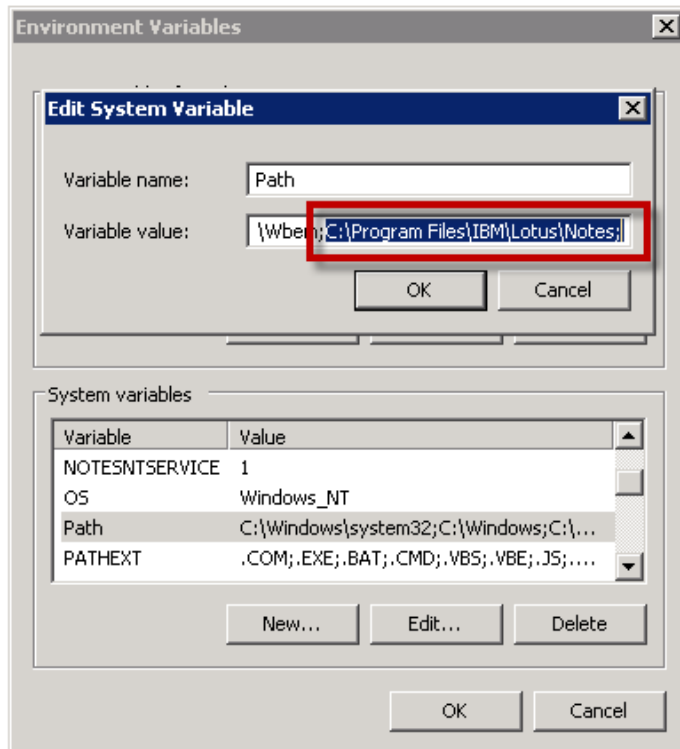 Environment Variables
Edit System Variable
Variable name: Path
Variable value: \Wbem;C:\Program Files\IBM\Lotus\Notes;
OK Cancel
System variables
Variable Value
NOTESNTSERVICE 1
OS Windows_NT
Path C:\Windows\system32;C:\Windows;C:\...
PATHEXT .COM;.EXE;.BAT;.CMD;.VBS;.VBE;.JS;....
New... Edit... Delete
OK Cancel